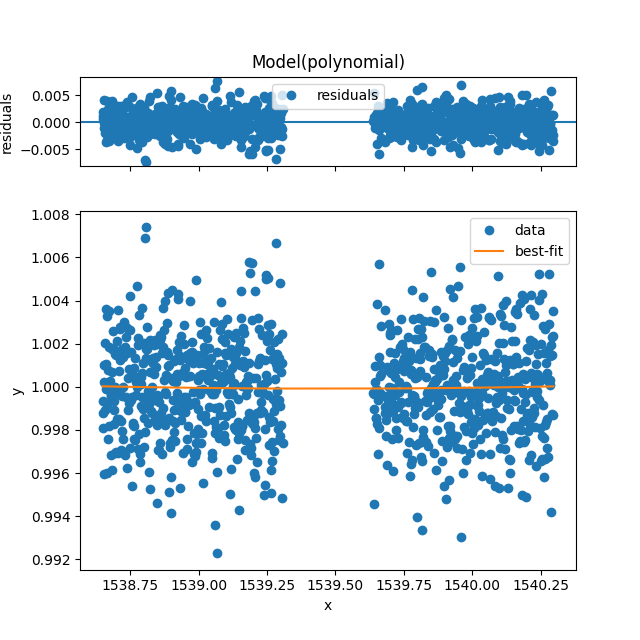 Model(polynomial)
residuals
0.005
0.000
−0.005
residuals
1.008
1.006
1.004
1.002
1.000
0.998
0.996
0.994
0.992
y
data
best-fit
1538.75 1539.00 1539.25 1539.50 1539.75 1540.00 1540.25
x